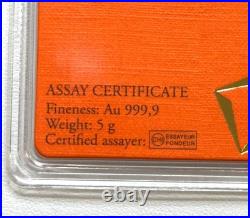 ASSAY CERTIFICATE
Fineness: Au 999,9
Weight: 5 g
Certified assayer:
ESSAYEUR
FONDEUR